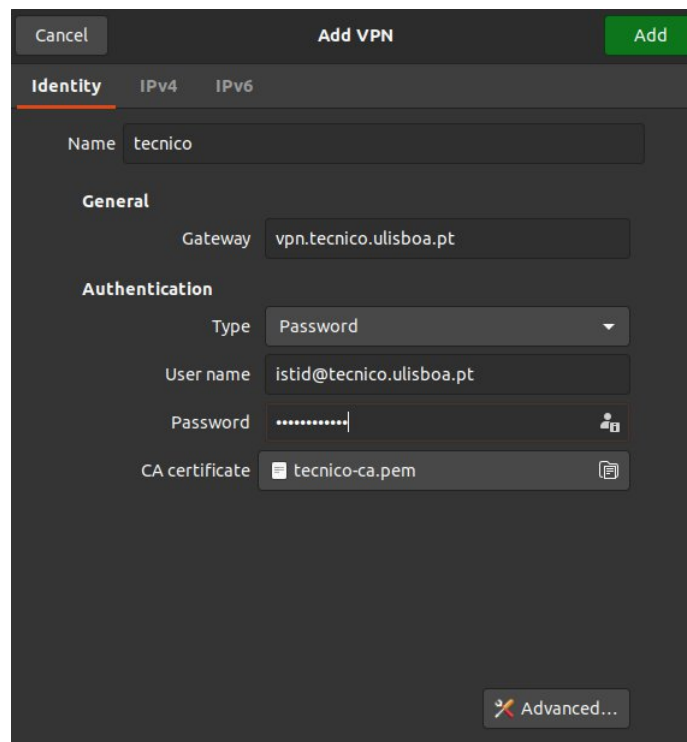 Cancel Add VPN Add
Identity IPv4 IPv6
Name tecnico
General
Gateway vpn.tecnico.ulisboa.pt
Authentication
Type Password
User name istid@tecnico.ulisboa.pt
Password ••••••••••••
CA certificate tecnico-ca.pem
Advanced...